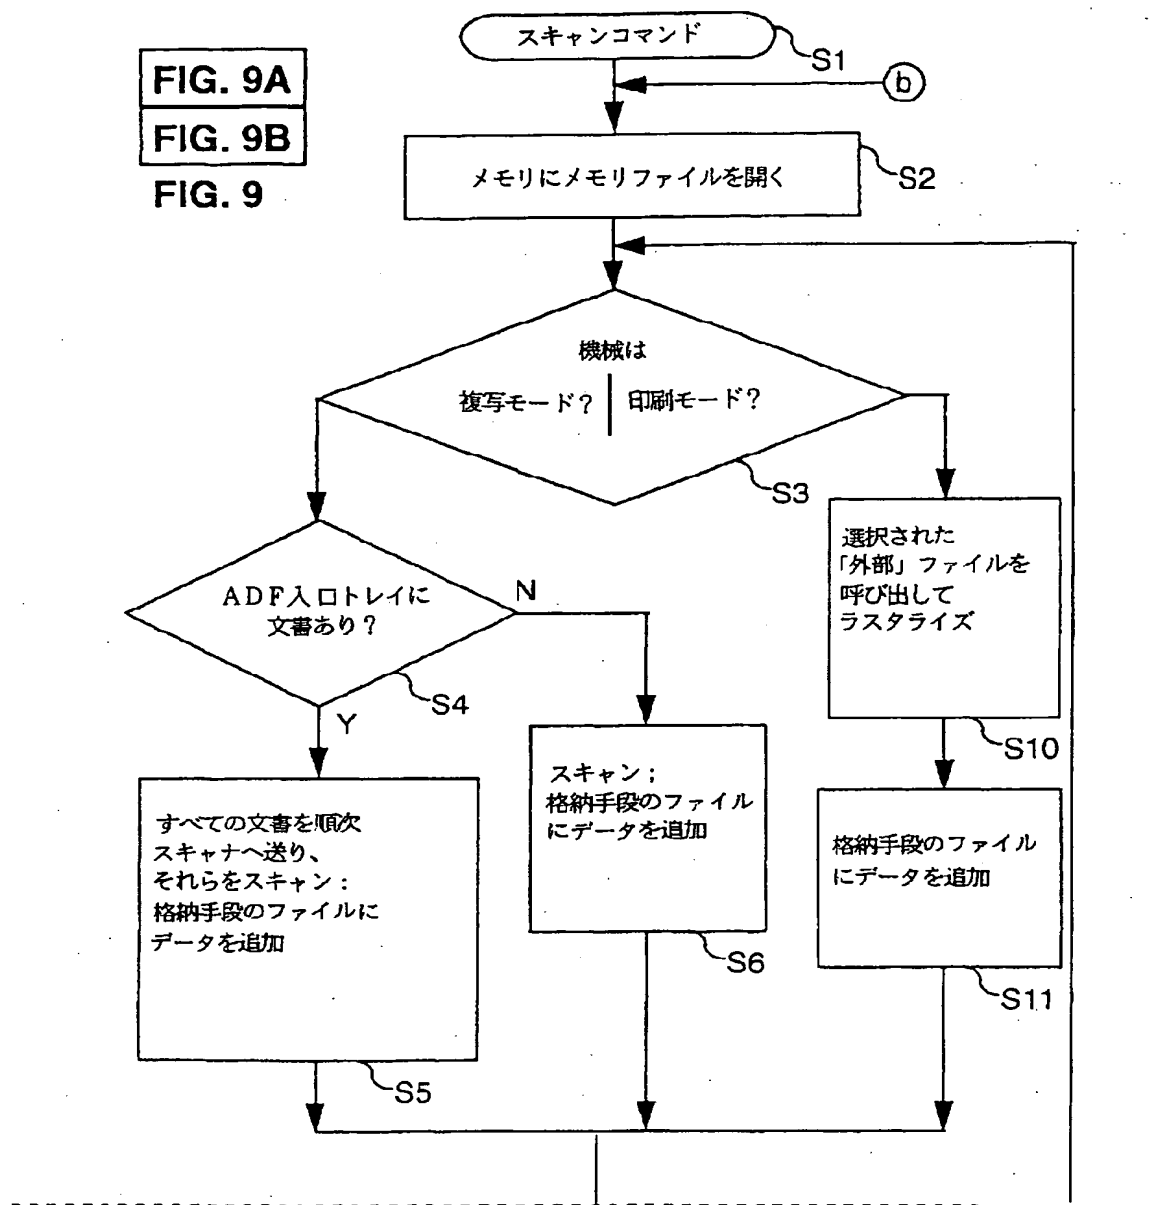 スキャンコマンド
S1
FIG. 9A
b
FIG. 9B
メモリにメモリファイルを開く
S2
FIG. 9
機械は
複写モード？ 印刷モード？
S3
選択された
「外部」ファイルを
呼び出して
ラスタライズ
S10
ADF入口トレイに
文書あり？
N
S4
Y
スキャン；
格納手段のファイル
にデータを追加
S6
格納手段のファイル
にデータを追加
S11
すべての文書を順次
スキャナへ送り、
それらをスキャン：
格納手段のファイルに
データを追加
S5